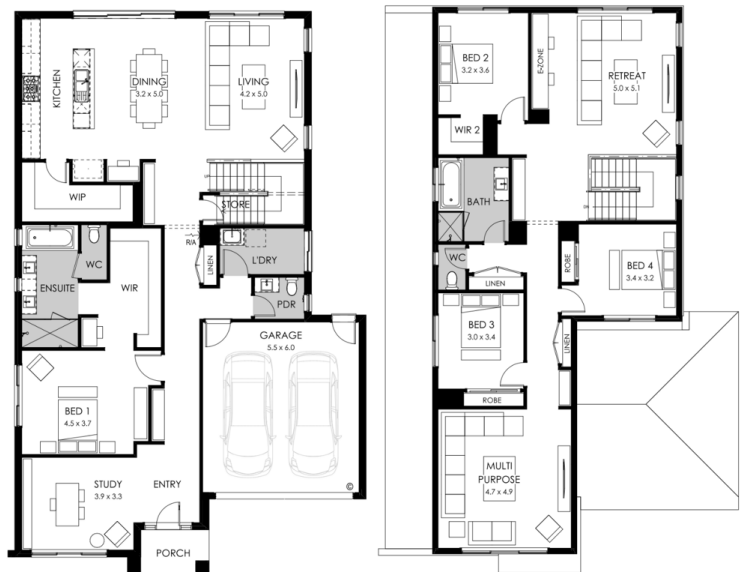 KITCHEN
DINING
3.2 x 5.0
LIVING
4.2 x 5.0
WIP
STORE
R/A
LINEN
L'DRY
PDR
WC
ENSUITE
WIR
GARAGE
5.5 x 6.0
BED 1
4.5 x 3.7
STUDY
3.9 x 3.3
ENTRY
PORCH
©
BED 2
3.2 x 3.6
E-ZONE
RETREAT
5.0 x 5.1
WIR 2
BATH
WC
LINEN
ROBE
BED 4
3.4 x 3.2
BED 3
3.0 x 3.4
LINEN
ROBE
MULTI
PURPOSE
4.7 x 4.9